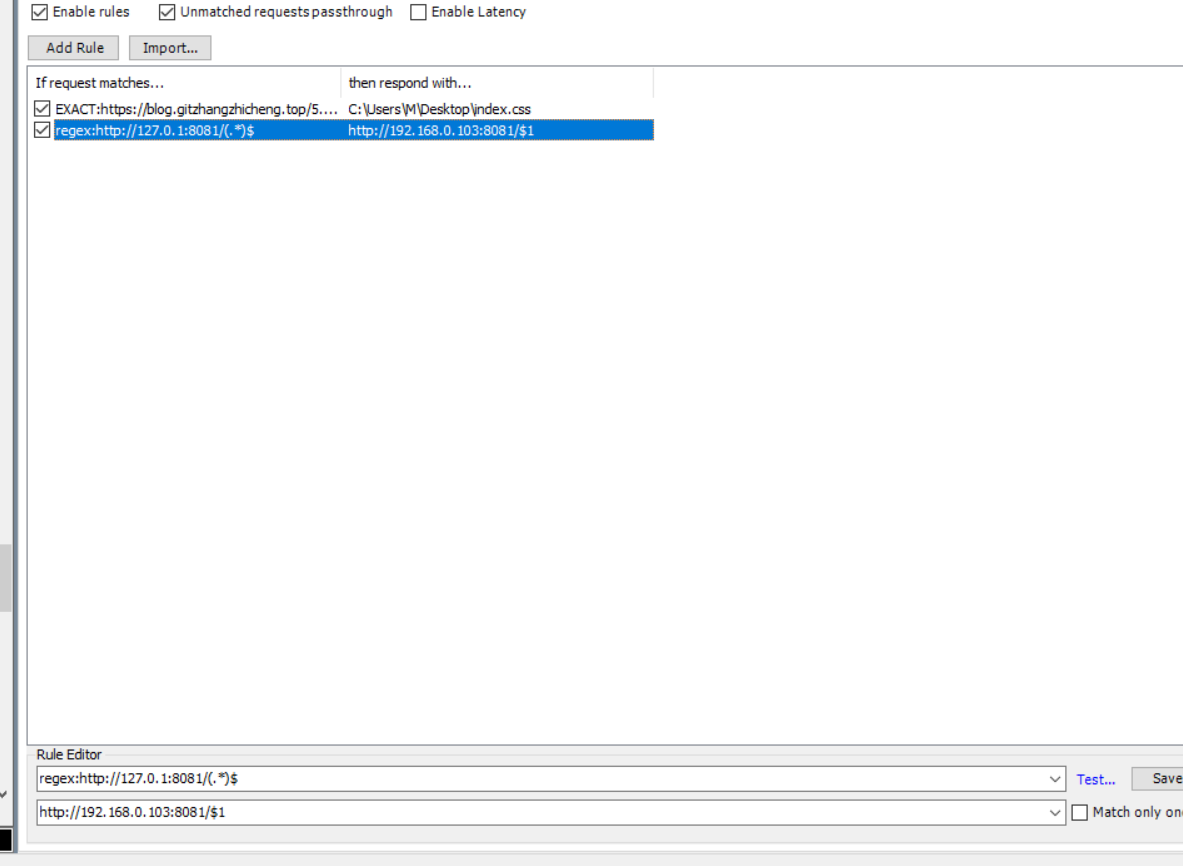 Enable rules Unmatched requests passthrough Enable Latency
Add Rule Import...
If request matches... then respond with...
EXACT:https://blog.gitzhangzhicheng.top/5.... C:\Users\M\Desktop\index.css
regex:http://127.0.1:8081/(.*)$ http://192.168.0.103:8081/$1
Rule Editor
regex:http://127.0.1:8081/(.*)$ Test... Save
http://192.168.0.103:8081/$1 Match only on